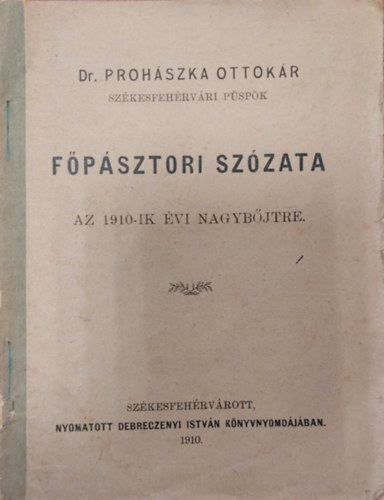 Dr. PROHÁSZKA OTTOKÁR
SZÉKESFEHÉRVÁRI PÜSPÖK
FŐPÁSZTORI SZÓZATA
AZ 1910-IK ÉVI NAGYBŐJTRE.
SZÉKESFEHÉRVÁROTT,
NYOMATOTT DEBRECZENYI ISTVÁN KÖNYVNYOMDÁJÁBAN.
1910.